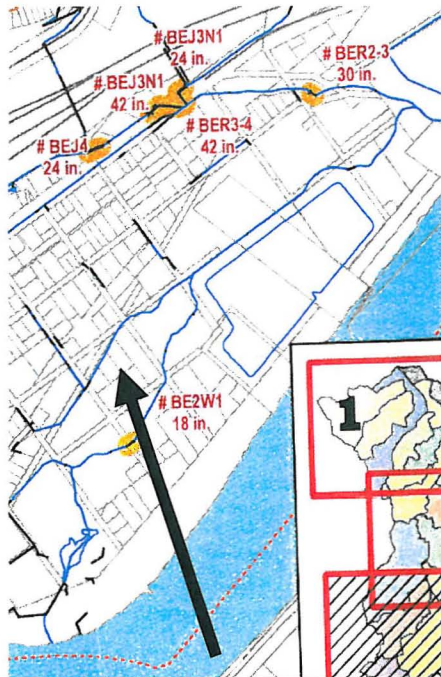 # BEJ3N1
24 in.
# BER2-3
30 in.
# BEJ3N1
42 in.
# BER3-4
42 in.
# BEJ4
24 in.
# BE2W1
18 in.
1